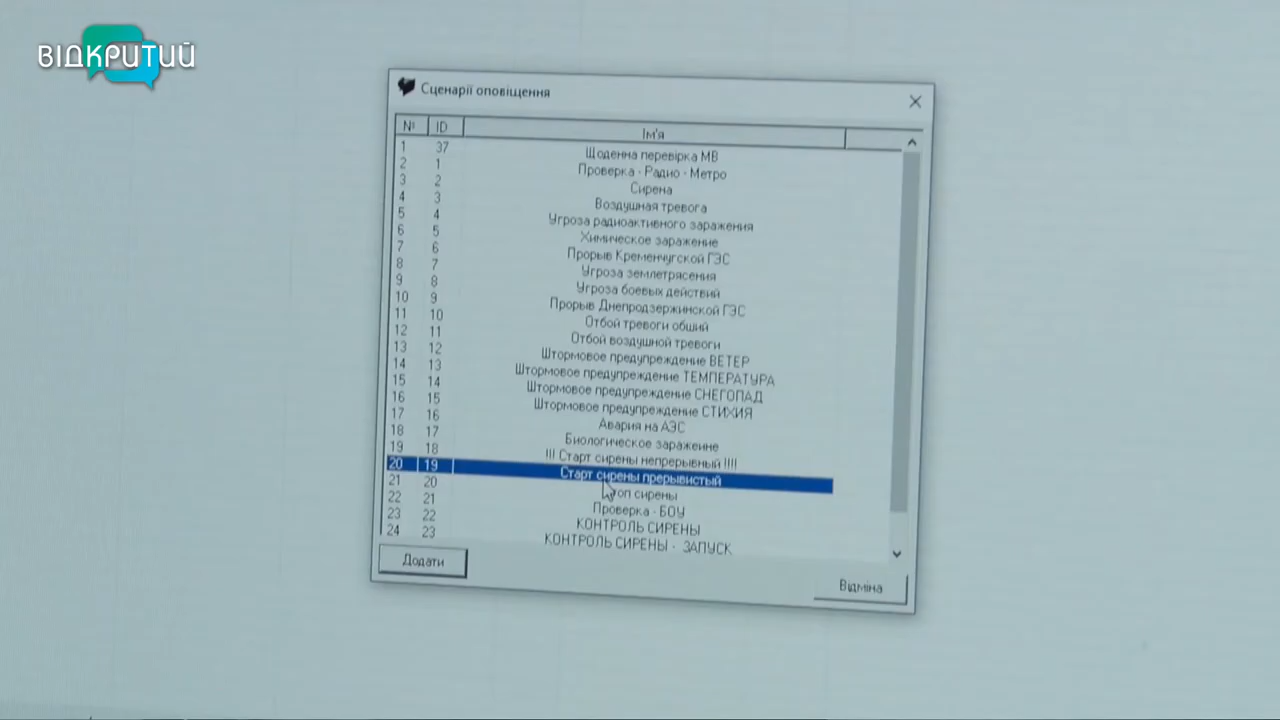 ВІДКРИТИЙ
Сценарії оповіщення
№ ID Ім'я
1 37 Щоденна перевірка МВ
2 1 Проверка - Радио - Метро
3 2 Сирена
4 3 Воздушная тревога
5 4 Угроза радиоактивного заражения
6 5 Химическое заражение
7 6 Прорыв Кременчугской ГЭС
8 7 Угроза землетрясения
9 8 Угроза боевых действий
10 9 Прорыв Днепродзержинской ГЭС
11 10 Отбой тревоги обший
12 11 Отбой воздушной тревоги
13 12 Штормовое предупреждение ВЕТЕР
14 13 Штормовое предупреждение ТЕМПЕРАТУРА
15 14 Штормовое предупреждение СНЕГОПАД
16 15 Штормовое предупреждение СТИХИЯ
17 16 Авария на АЭС
18 17 Биологическое заражеине
19 18 !!! Старт сирены непрерывный !!!!
20 19 Старт сирены прерывистый
21 20 Стоп сирены
22 21 Проверка - БОУ
23 22 КОНТРОЛЬ СИРЕНЫ
24 23 КОНТРОЛЬ СИРЕНЫ - ЗАПУСК
Додати
Відміна